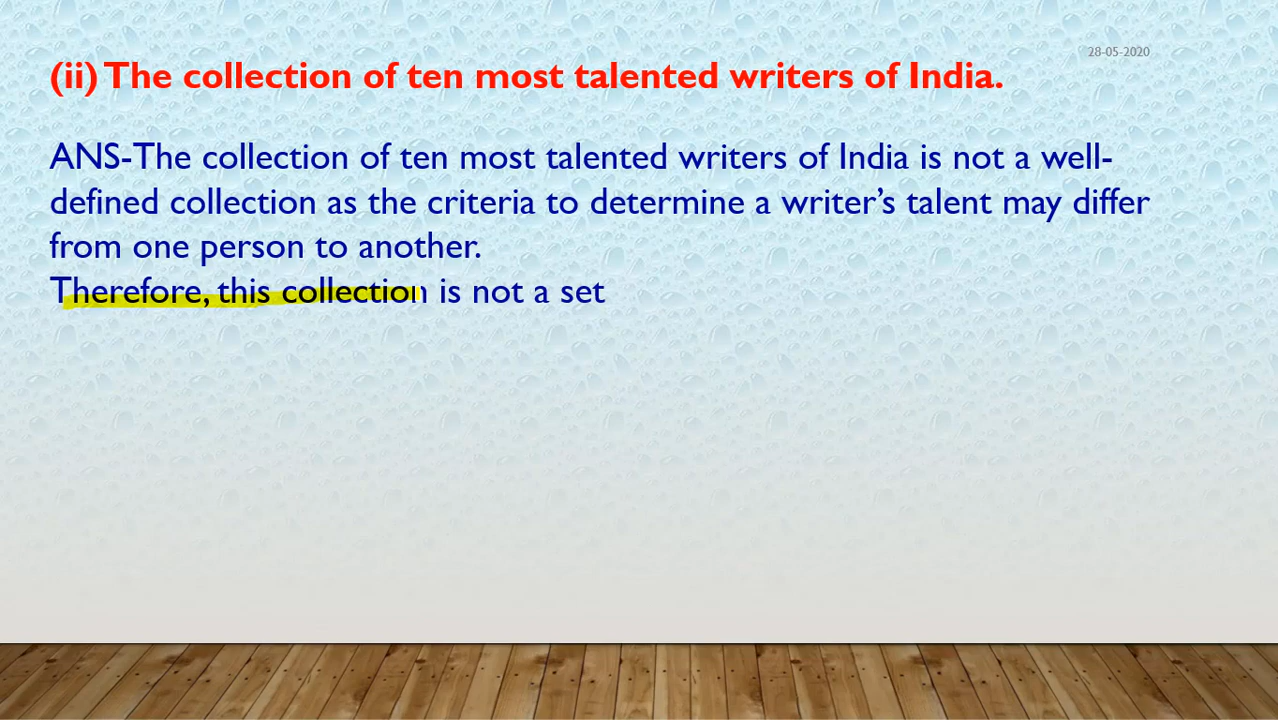 28-05-2020
(ii) The collection of ten most talented writers of India.
ANS-The collection of ten most talented writers of India is not a well-
defined collection as the criteria to determine a writer’s talent may differ
from one person to another.
Therefore, this collection is not a set